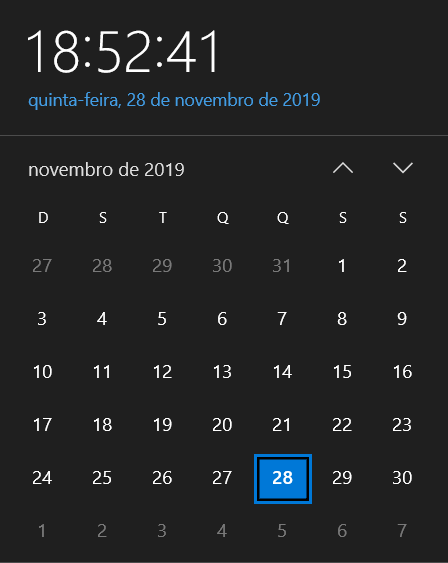 18:52:41
quinta-feira, 28 de novembro de 2019
novembro de 2019
D S T Q Q S S
27 28 29 30 31 1 2
3 4 5 6 7 8 9
10 11 12 13 14 15 16
17 18 19 20 21 22 23
24 25 26 27 28 29 30
1 2 3 4 5 6 7